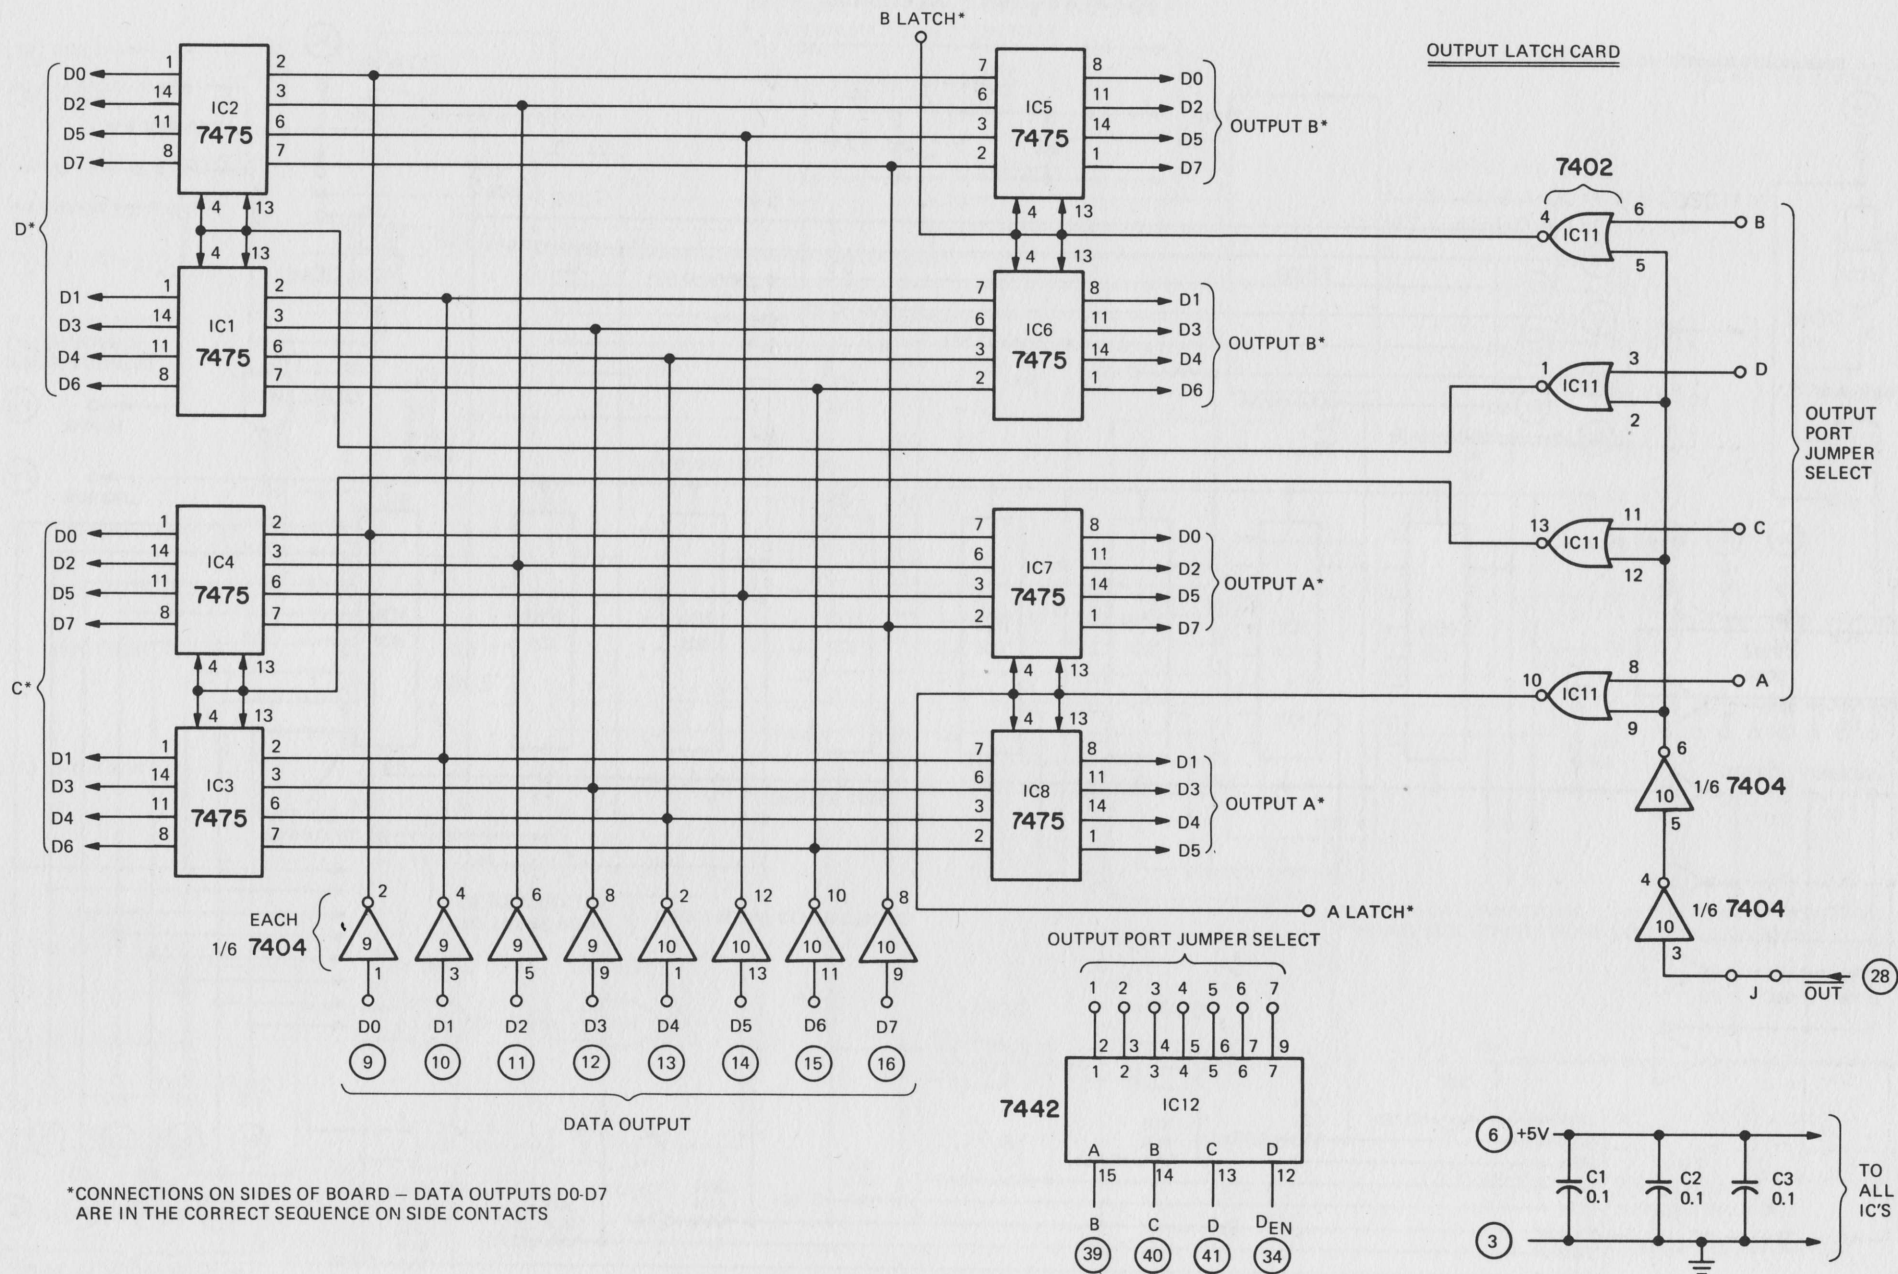 OUTPUT LATCH CARD
B LATCH*
D*
D0 1 IC2 7475 2
D2 14 3
D5 11 6
D7 8 7
4 13
4 13
D1 1 IC1 7475 2
D3 14 3
D4 11 6
D6 8 7
C*
D0 1 IC4 7475 2
D2 14 3
D5 11 6
D7 8 7
4 13
4 13
D1 1 IC3 7475 2
D3 14 3
D4 11 6
D6 8 7
7 IC5 7475 8 D0
6 11 D2
3 14 D5
2 1 D7
OUTPUT B*
4 13
4 13
7 IC6 7475 8 D1
6 11 D3
3 14 D4
2 1 D6
OUTPUT B*
7 IC7 7475 8 D0
6 11 D2
3 14 D5
2 1 D7
OUTPUT A*
4 13
4 13
7 IC8 7475 8 D1
6 11 D3
3 14 D4
2 1 D5
OUTPUT A*
A LATCH*
7402
4 IC11 6 B
5
1 IC11 3 D
2
13 IC11 11 C
12
10 IC11 8 A
9
OUTPUT
PORT
JUMPER
SELECT
6
10 1/6 7404
5
4
10 1/6 7404
3
J OUT 28
EACH
1/6 7404
2 4 6 8 2 12 10 8
9 9 9 9 10 10 10 10
1 3 5 9 1 13 11 9
D0 D1 D2 D3 D4 D5 D6 D7
9 10 11 12 13 14 15 16
DATA OUTPUT
OUTPUT PORT JUMPER SELECT
1 2 3 4 5 6 7
2 3 4 5 6 7 9
1 2 3 4 5 6 7
7442 IC12
A B C D
15 14 13 12
B C D DEN
39 40 41 34
6 +5V
C1 0.1
C2 0.1
C3 0.1
3
TO
ALL
IC'S
*CONNECTIONS ON SIDES OF BOARD – DATA OUTPUTS D0-D7
ARE IN THE CORRECT SEQUENCE ON SIDE CONTACTS